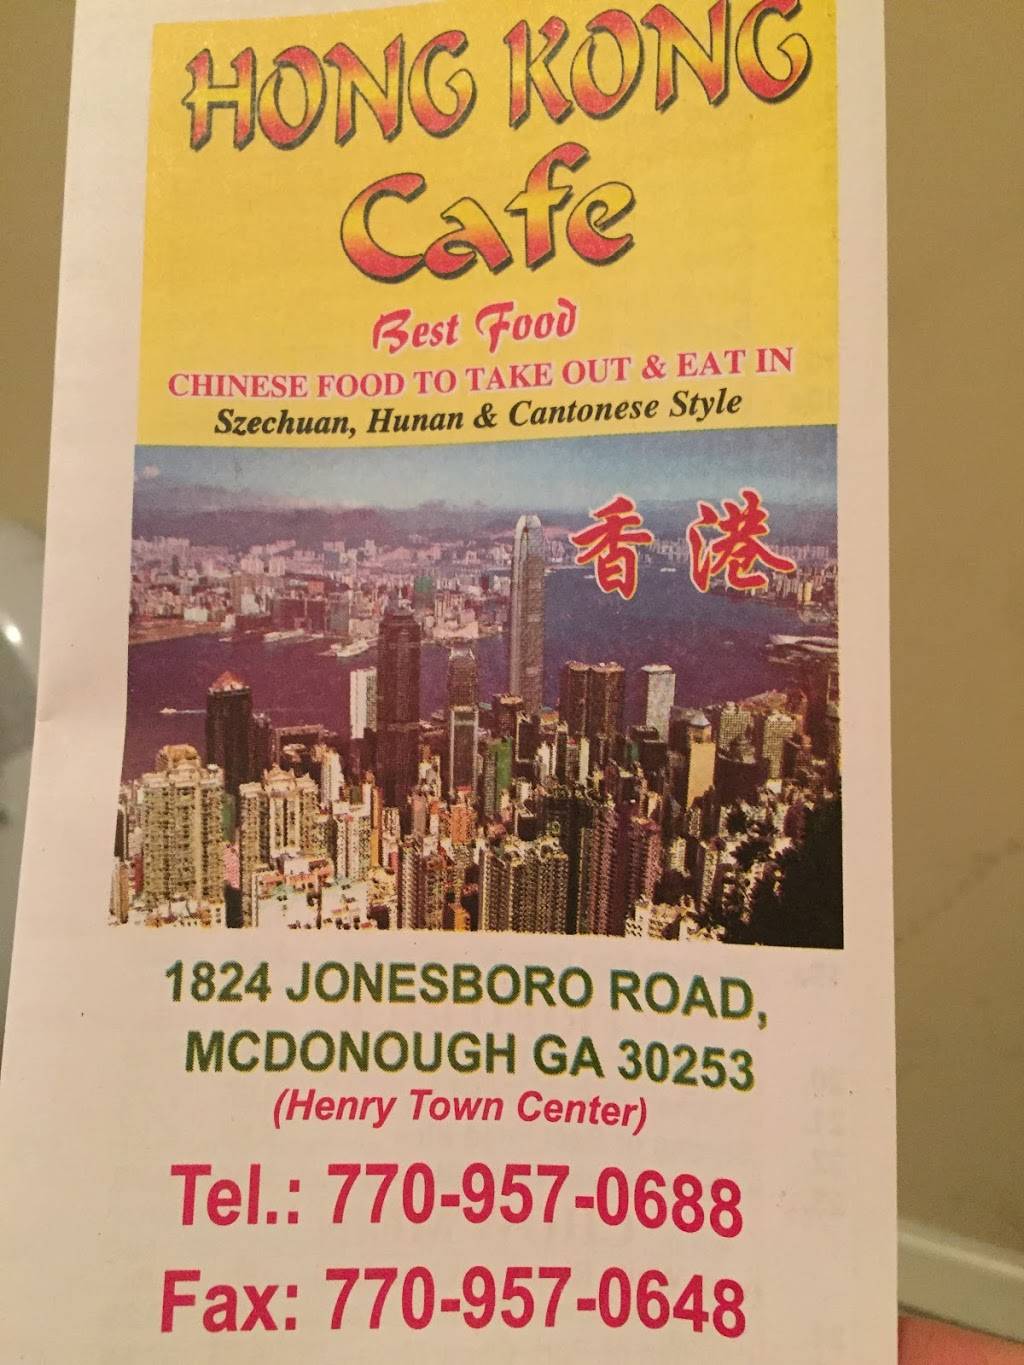 HONG KONG
Cafe
Best Food
CHINESE FOOD TO TAKE OUT & EAT IN
Szechuan, Hunan & Cantonese Style
香港
1824 JONESBORO ROAD,
MCDONOUGH GA 30253
(Henry Town Center)
Tel.: 770-957-0688
Fax: 770-957-0648